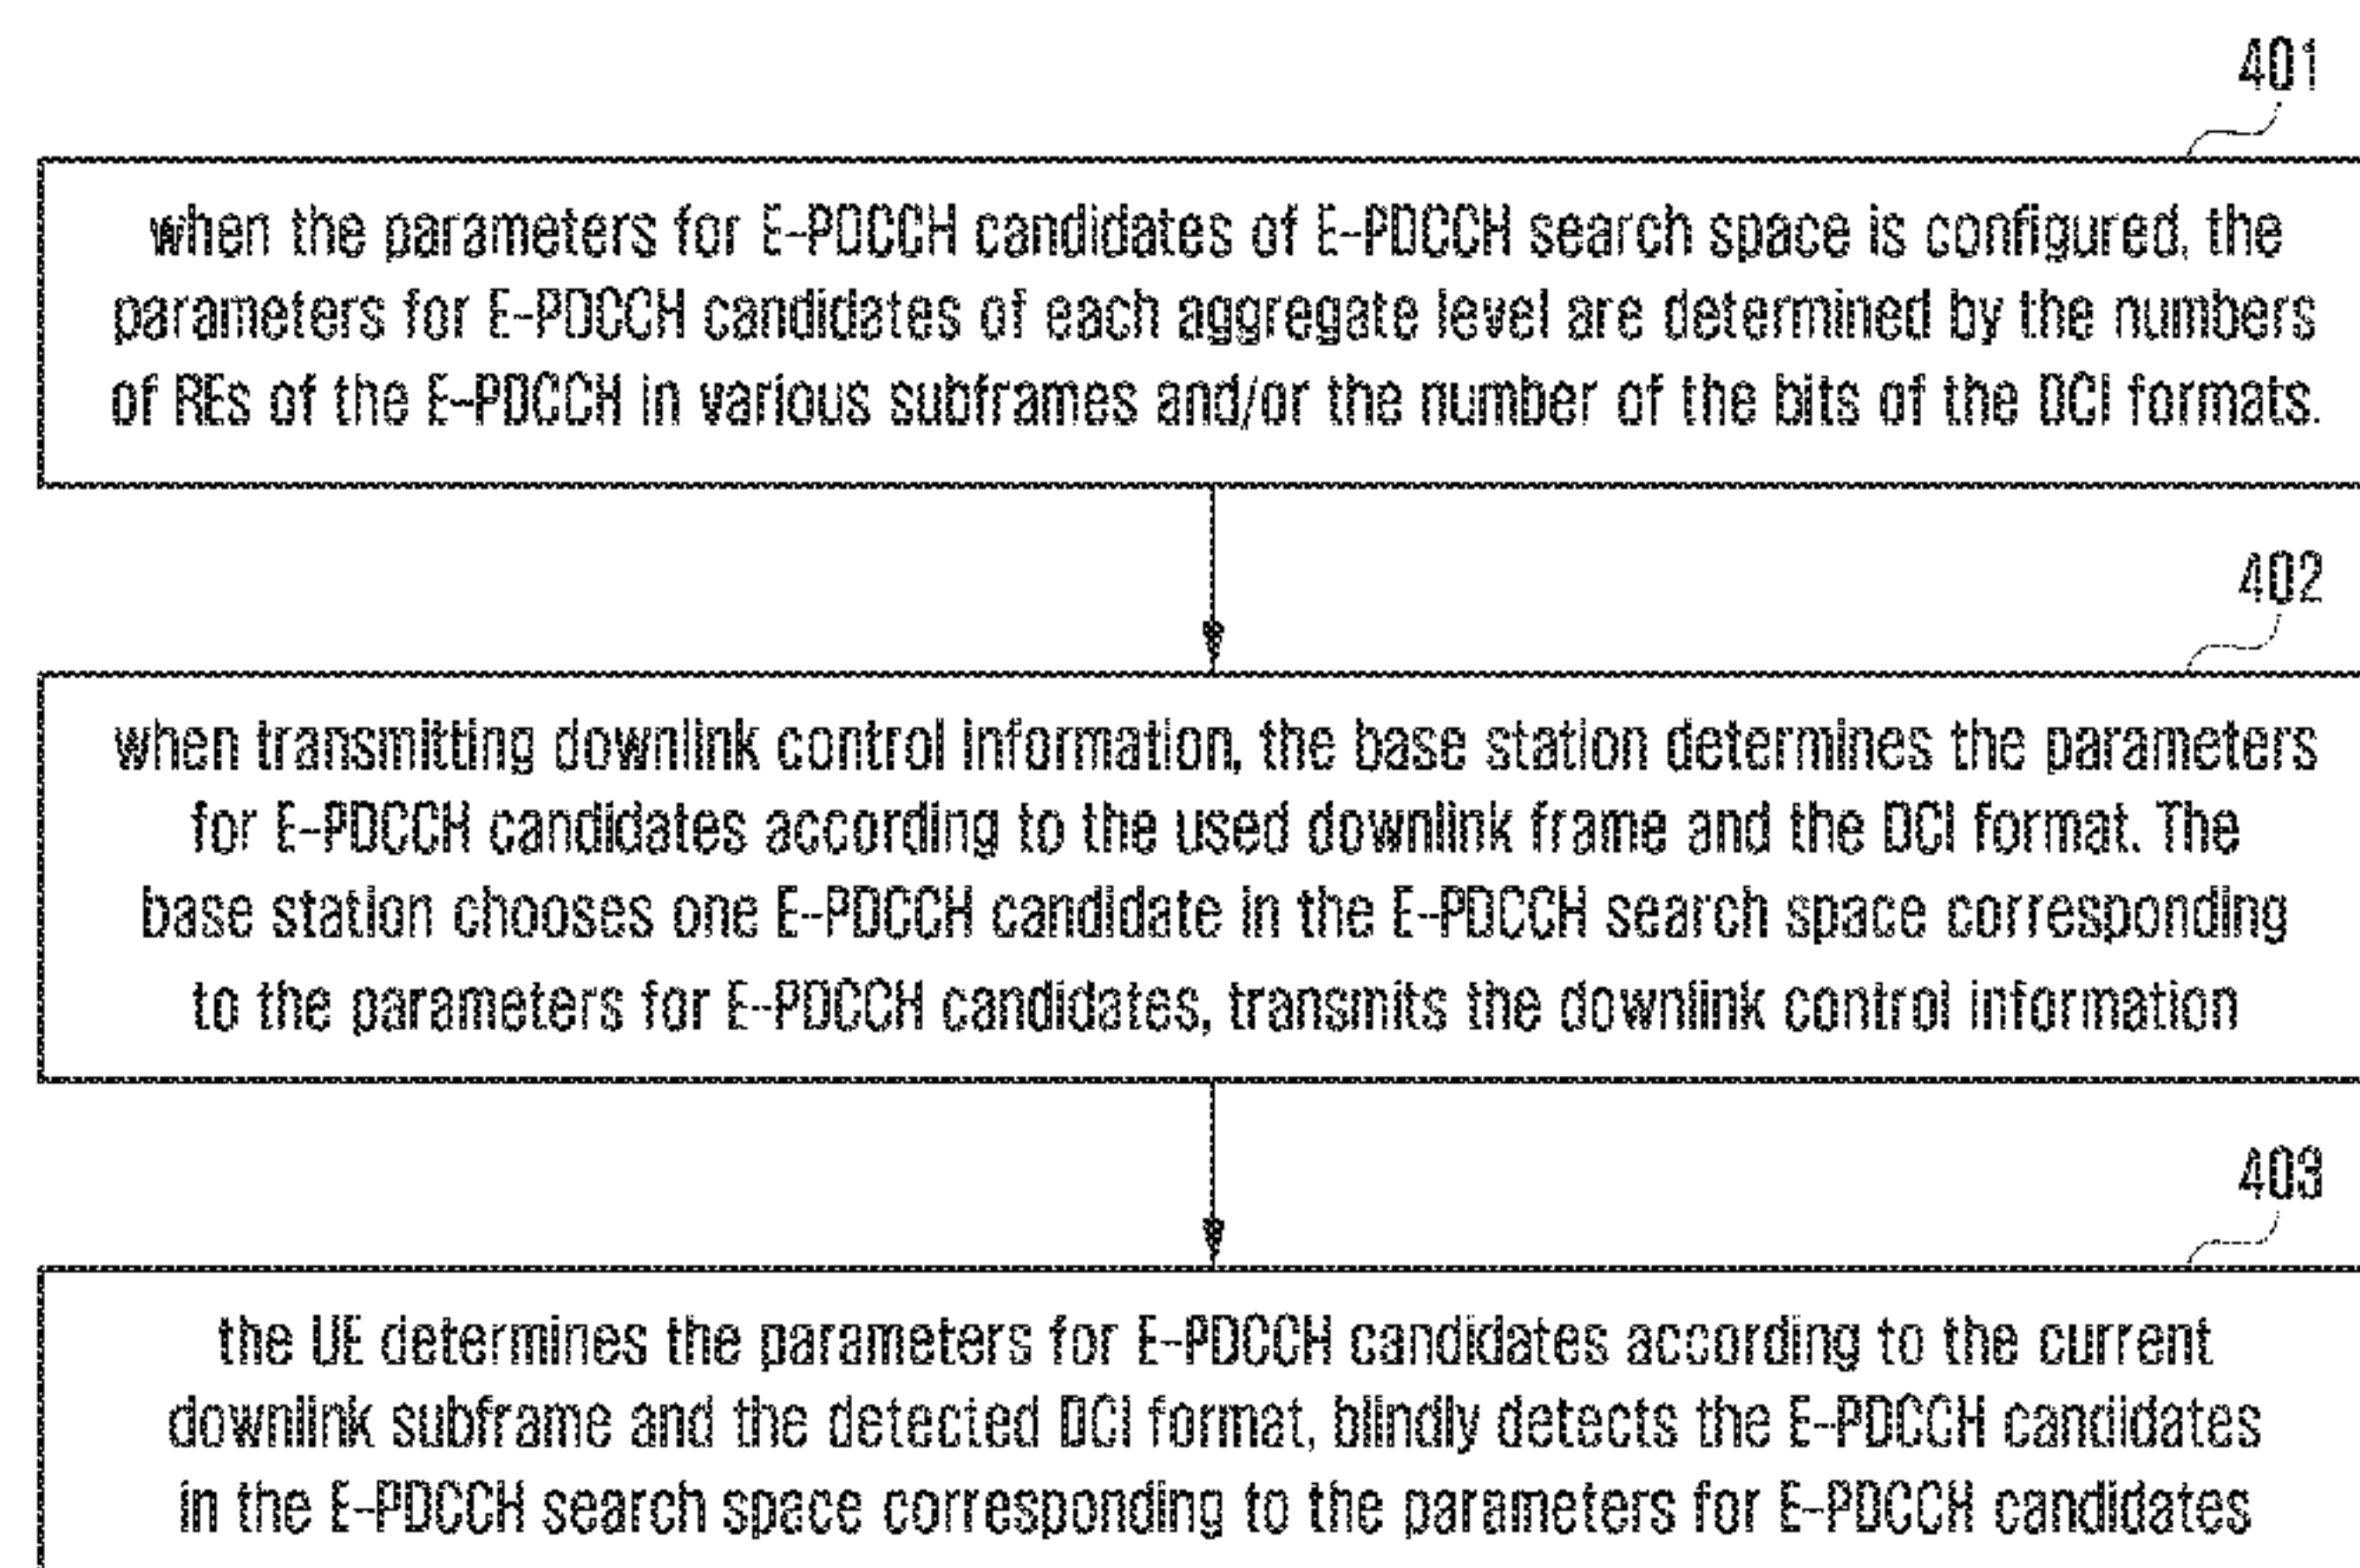 401
when the parameters for E-PDCCH candidates of E-PDCCH search space is configured, the
parameters for E-PDCCH candidates of each aggregate level are determined by the numbers
of REs of the E-PDCCH in various subframes and/or the number of the bits of the DCI formats.
402
when transmitting downlink control information, the base station determines the parameters
for E-PDCCH candidates according to the used downlink frame and the DCI format. The
base station chooses one E-PDCCH candidate in the E-PDCCH search space corresponding
to the parameters for E-PDCCH candidates, transmits the downlink control information
403
the UE determines the parameters for E-PDCCH candidates according to the current
downlink subframe and the detected DCI format, blindly detects the E-PDCCH candidates
in the E-PDCCH search space corresponding to the parameters for E-PDCCH candidates